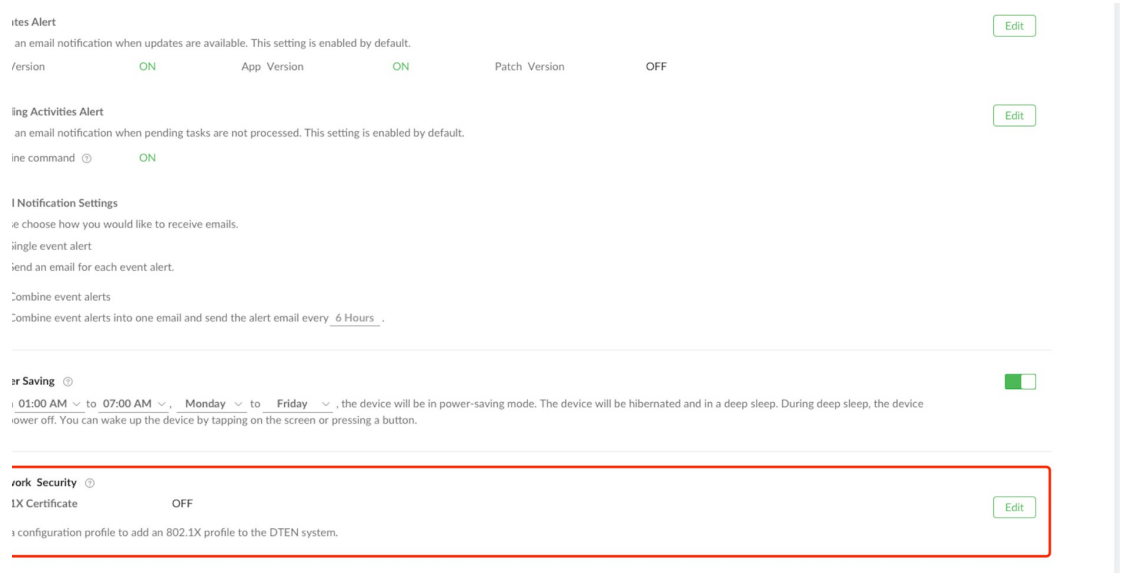 ites Alert
Edit
an email notification when updates are available. This setting is enabled by default.
Version ON App Version ON Patch Version OFF
ling Activities Alert
Edit
an email notification when pending tasks are not processed. This setting is enabled by default.
ine command ON
l Notification Settings
se choose how you would like to receive emails.
Single event alert
Send an email for each event alert.
Combine event alerts
Combine event alerts into one email and send the alert email every 6 Hours .
er Saving
01:00 AM to 07:00 AM , Monday to Friday , the device will be in power-saving mode. The device will be hibernated and in a deep sleep. During deep sleep, the device
ower off. You can wake up the device by tapping on the screen or pressing a button.
work Security
1X Certificate OFF
Edit
a configuration profile to add an 802.1X profile to the DTEN system.